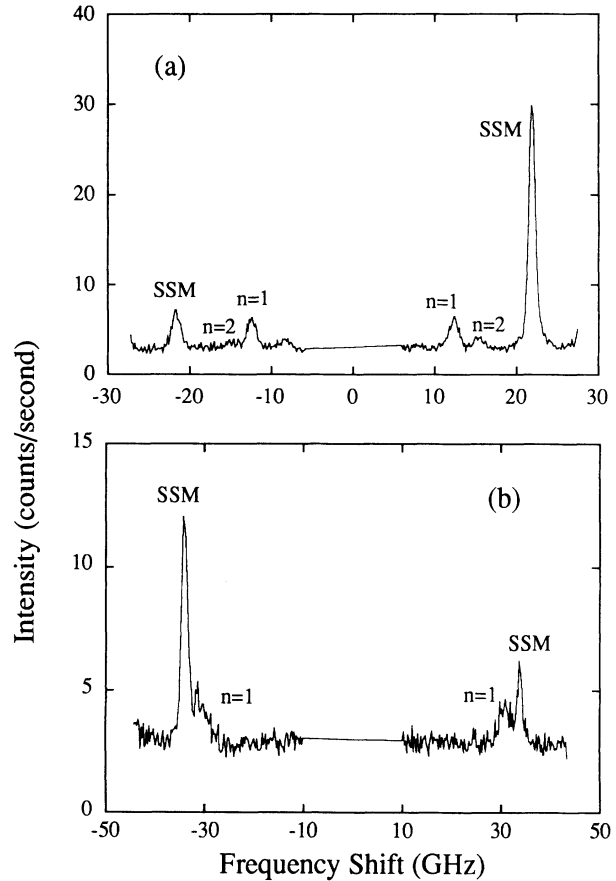 40
(a)
30
SSM
20
10
SSM
n=1
n=2
n=1
n=2
0
-30 -20 -10 0 10 20 30
Intensity (counts/second)
15
SSM
(b)
10
SSM
5
n=1
n=1
0
-50 -30 -10 10 30 50
Frequency Shift (GHz)